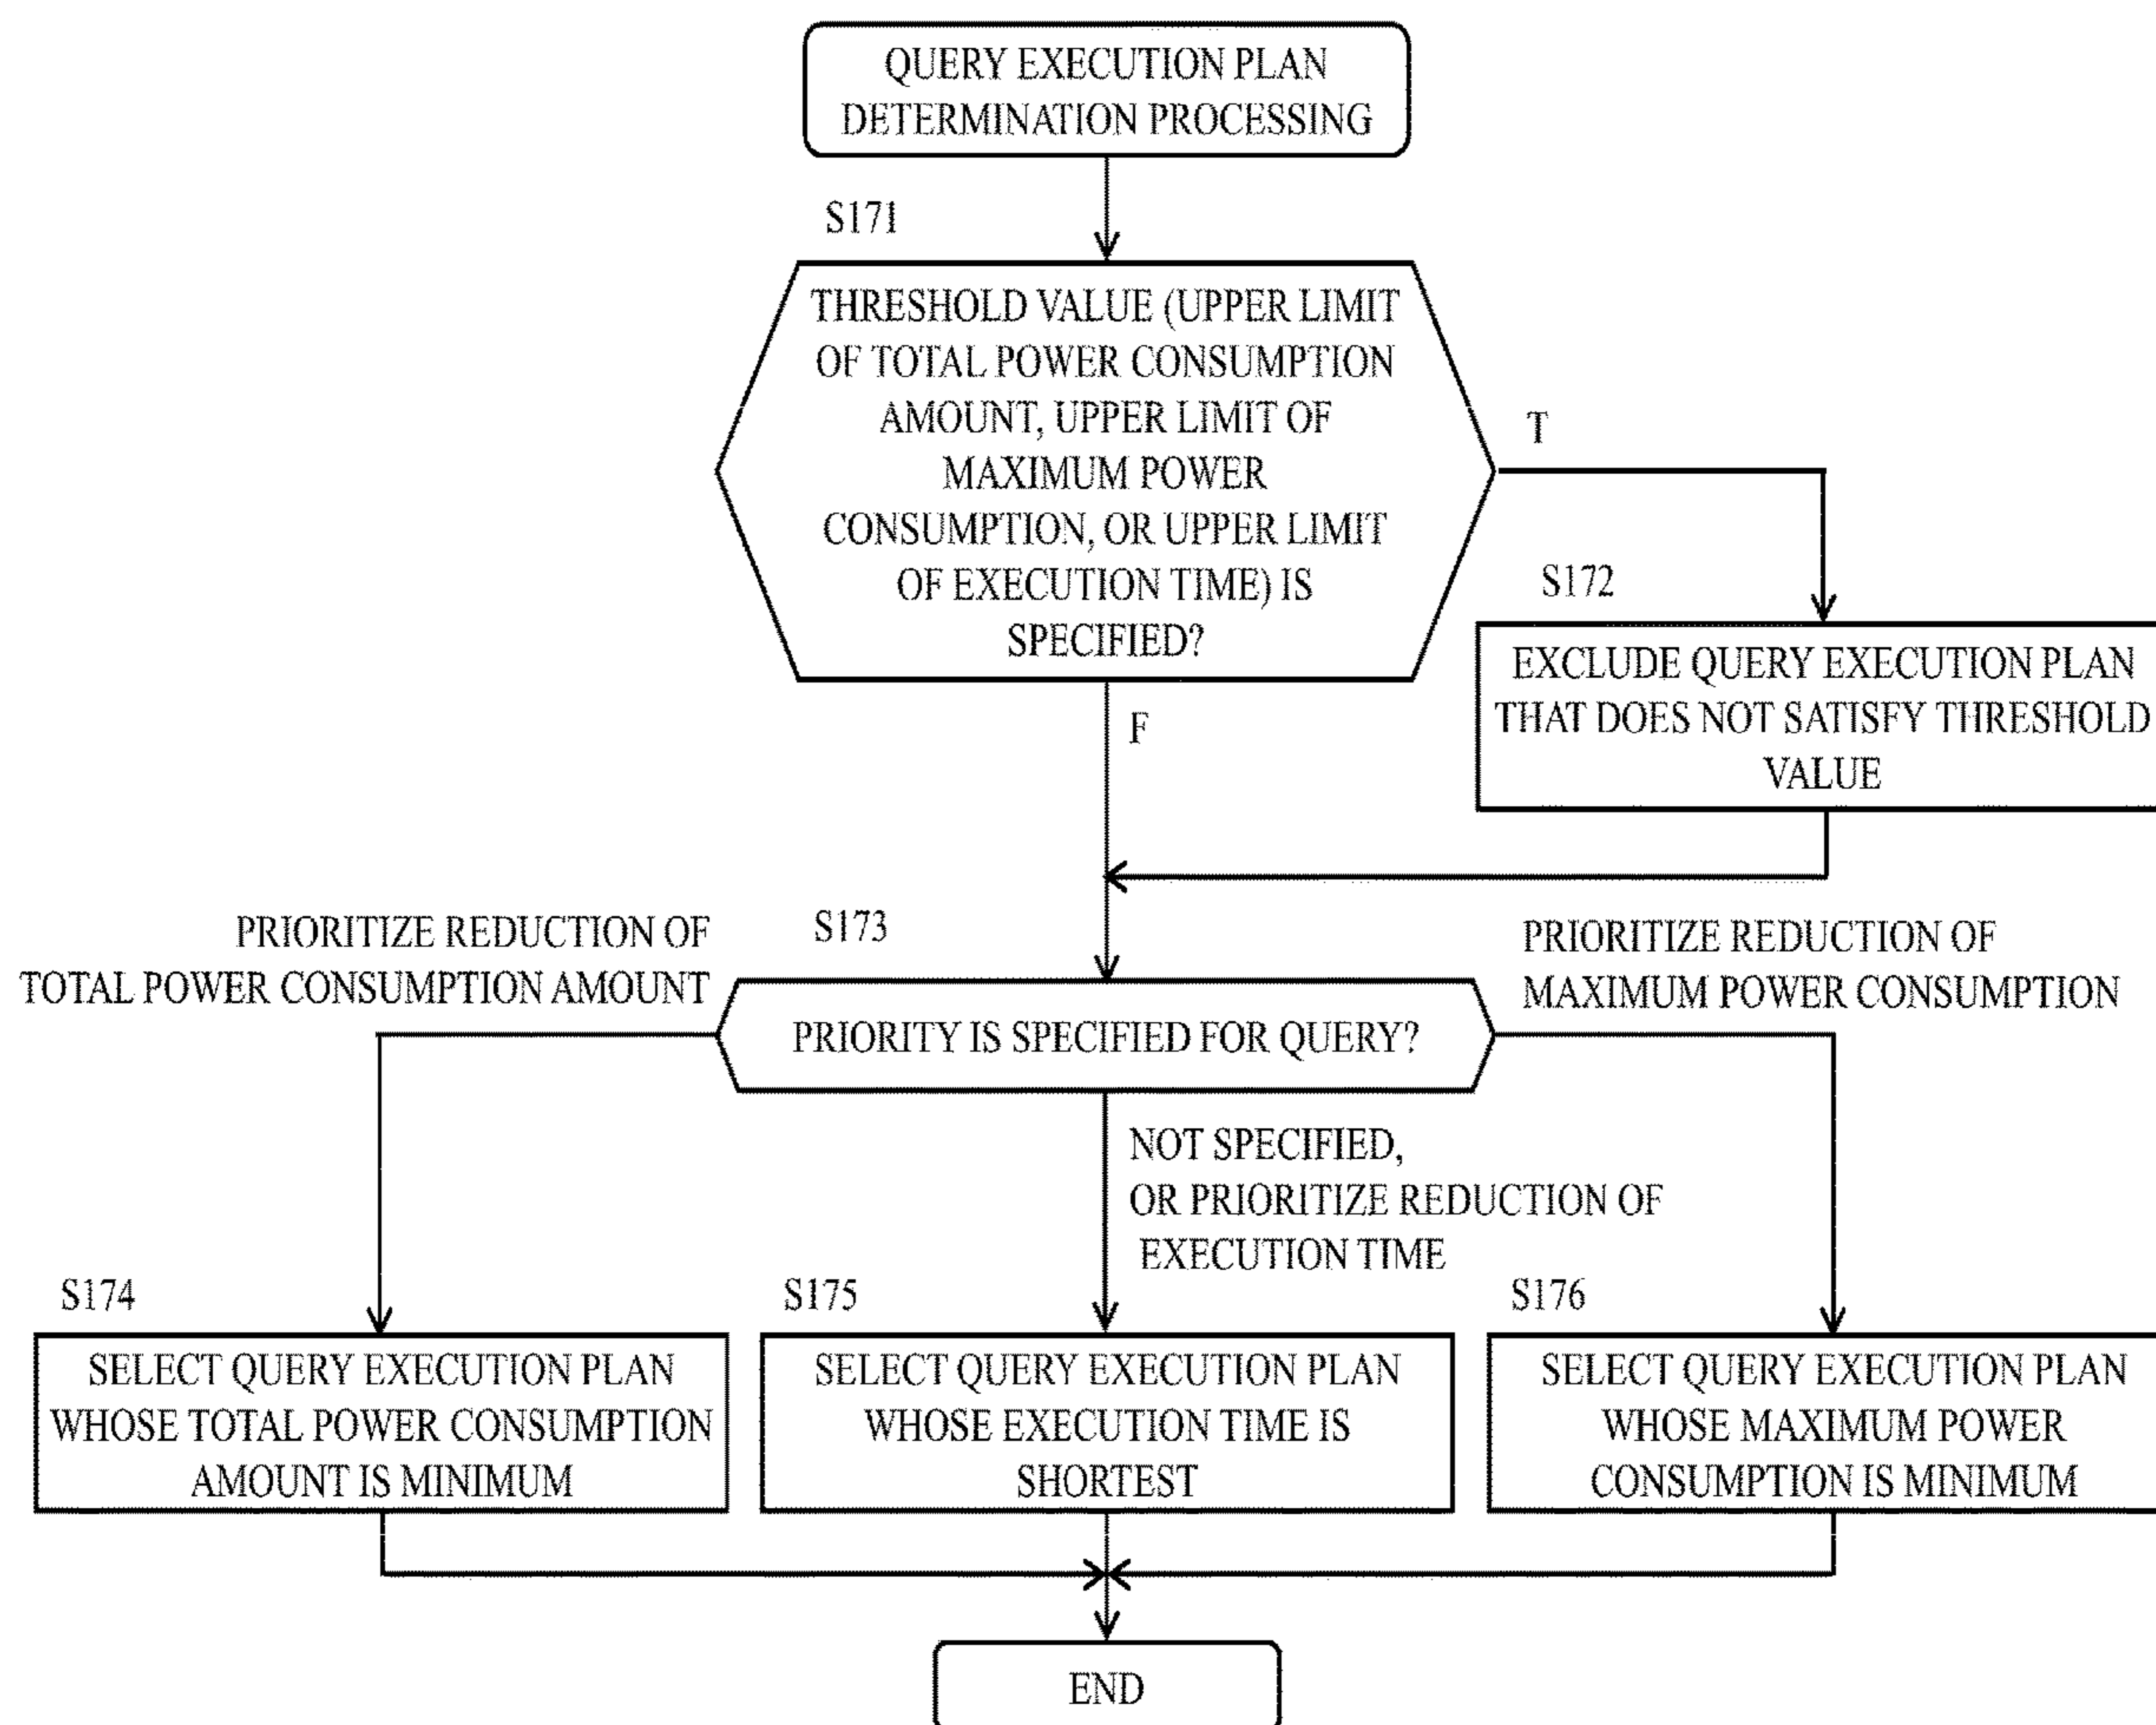 QUERY EXECUTION PLAN
DETERMINATION PROCESSING
S171
THRESHOLD VALUE (UPPER LIMIT
OF TOTAL POWER CONSUMPTION
AMOUNT, UPPER LIMIT OF
MAXIMUM POWER
CONSUMPTION, OR UPPER LIMIT
OF EXECUTION TIME) IS
SPECIFIED?
T
F
S172
EXCLUDE QUERY EXECUTION PLAN
THAT DOES NOT SATISFY THRESHOLD
VALUE
PRIORITIZE REDUCTION OF
TOTAL POWER CONSUMPTION AMOUNT
S173
PRIORITIZE REDUCTION OF
MAXIMUM POWER CONSUMPTION
PRIORITY IS SPECIFIED FOR QUERY?
NOT SPECIFIED,
OR PRIORITIZE REDUCTION OF
EXECUTION TIME
S174
SELECT QUERY EXECUTION PLAN
WHOSE TOTAL POWER CONSUMPTION
AMOUNT IS MINIMUM
S175
SELECT QUERY EXECUTION PLAN
WHOSE EXECUTION TIME IS
SHORTEST
S176
SELECT QUERY EXECUTION PLAN
WHOSE MAXIMUM POWER
CONSUMPTION IS MINIMUM
END